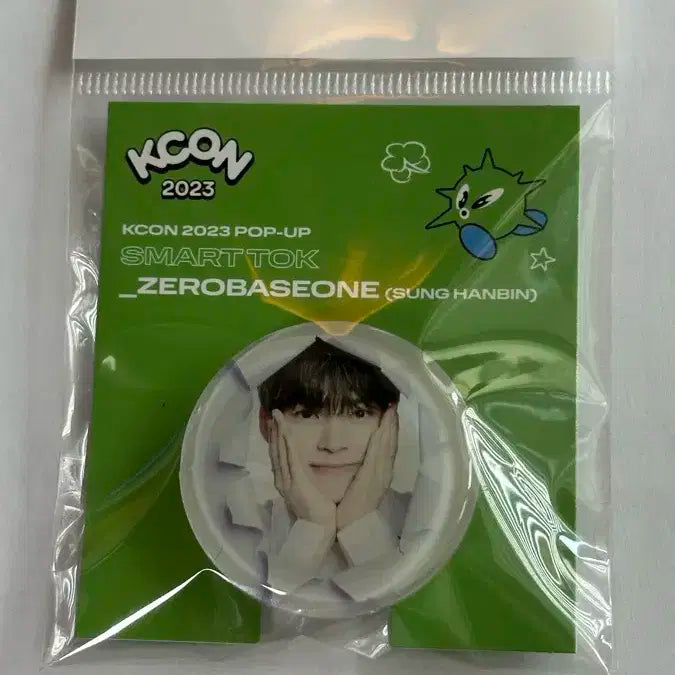 KCON
2023
KCON 2023 POP-UP
SMART TOK
_ZEROBASEONE (SUNG HANBIN)